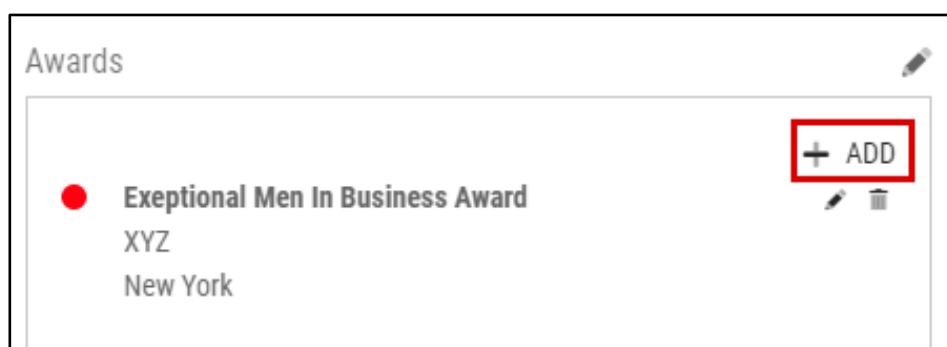 Awards
+ ADD
Exeptional Men In Business Award
XYZ
New York